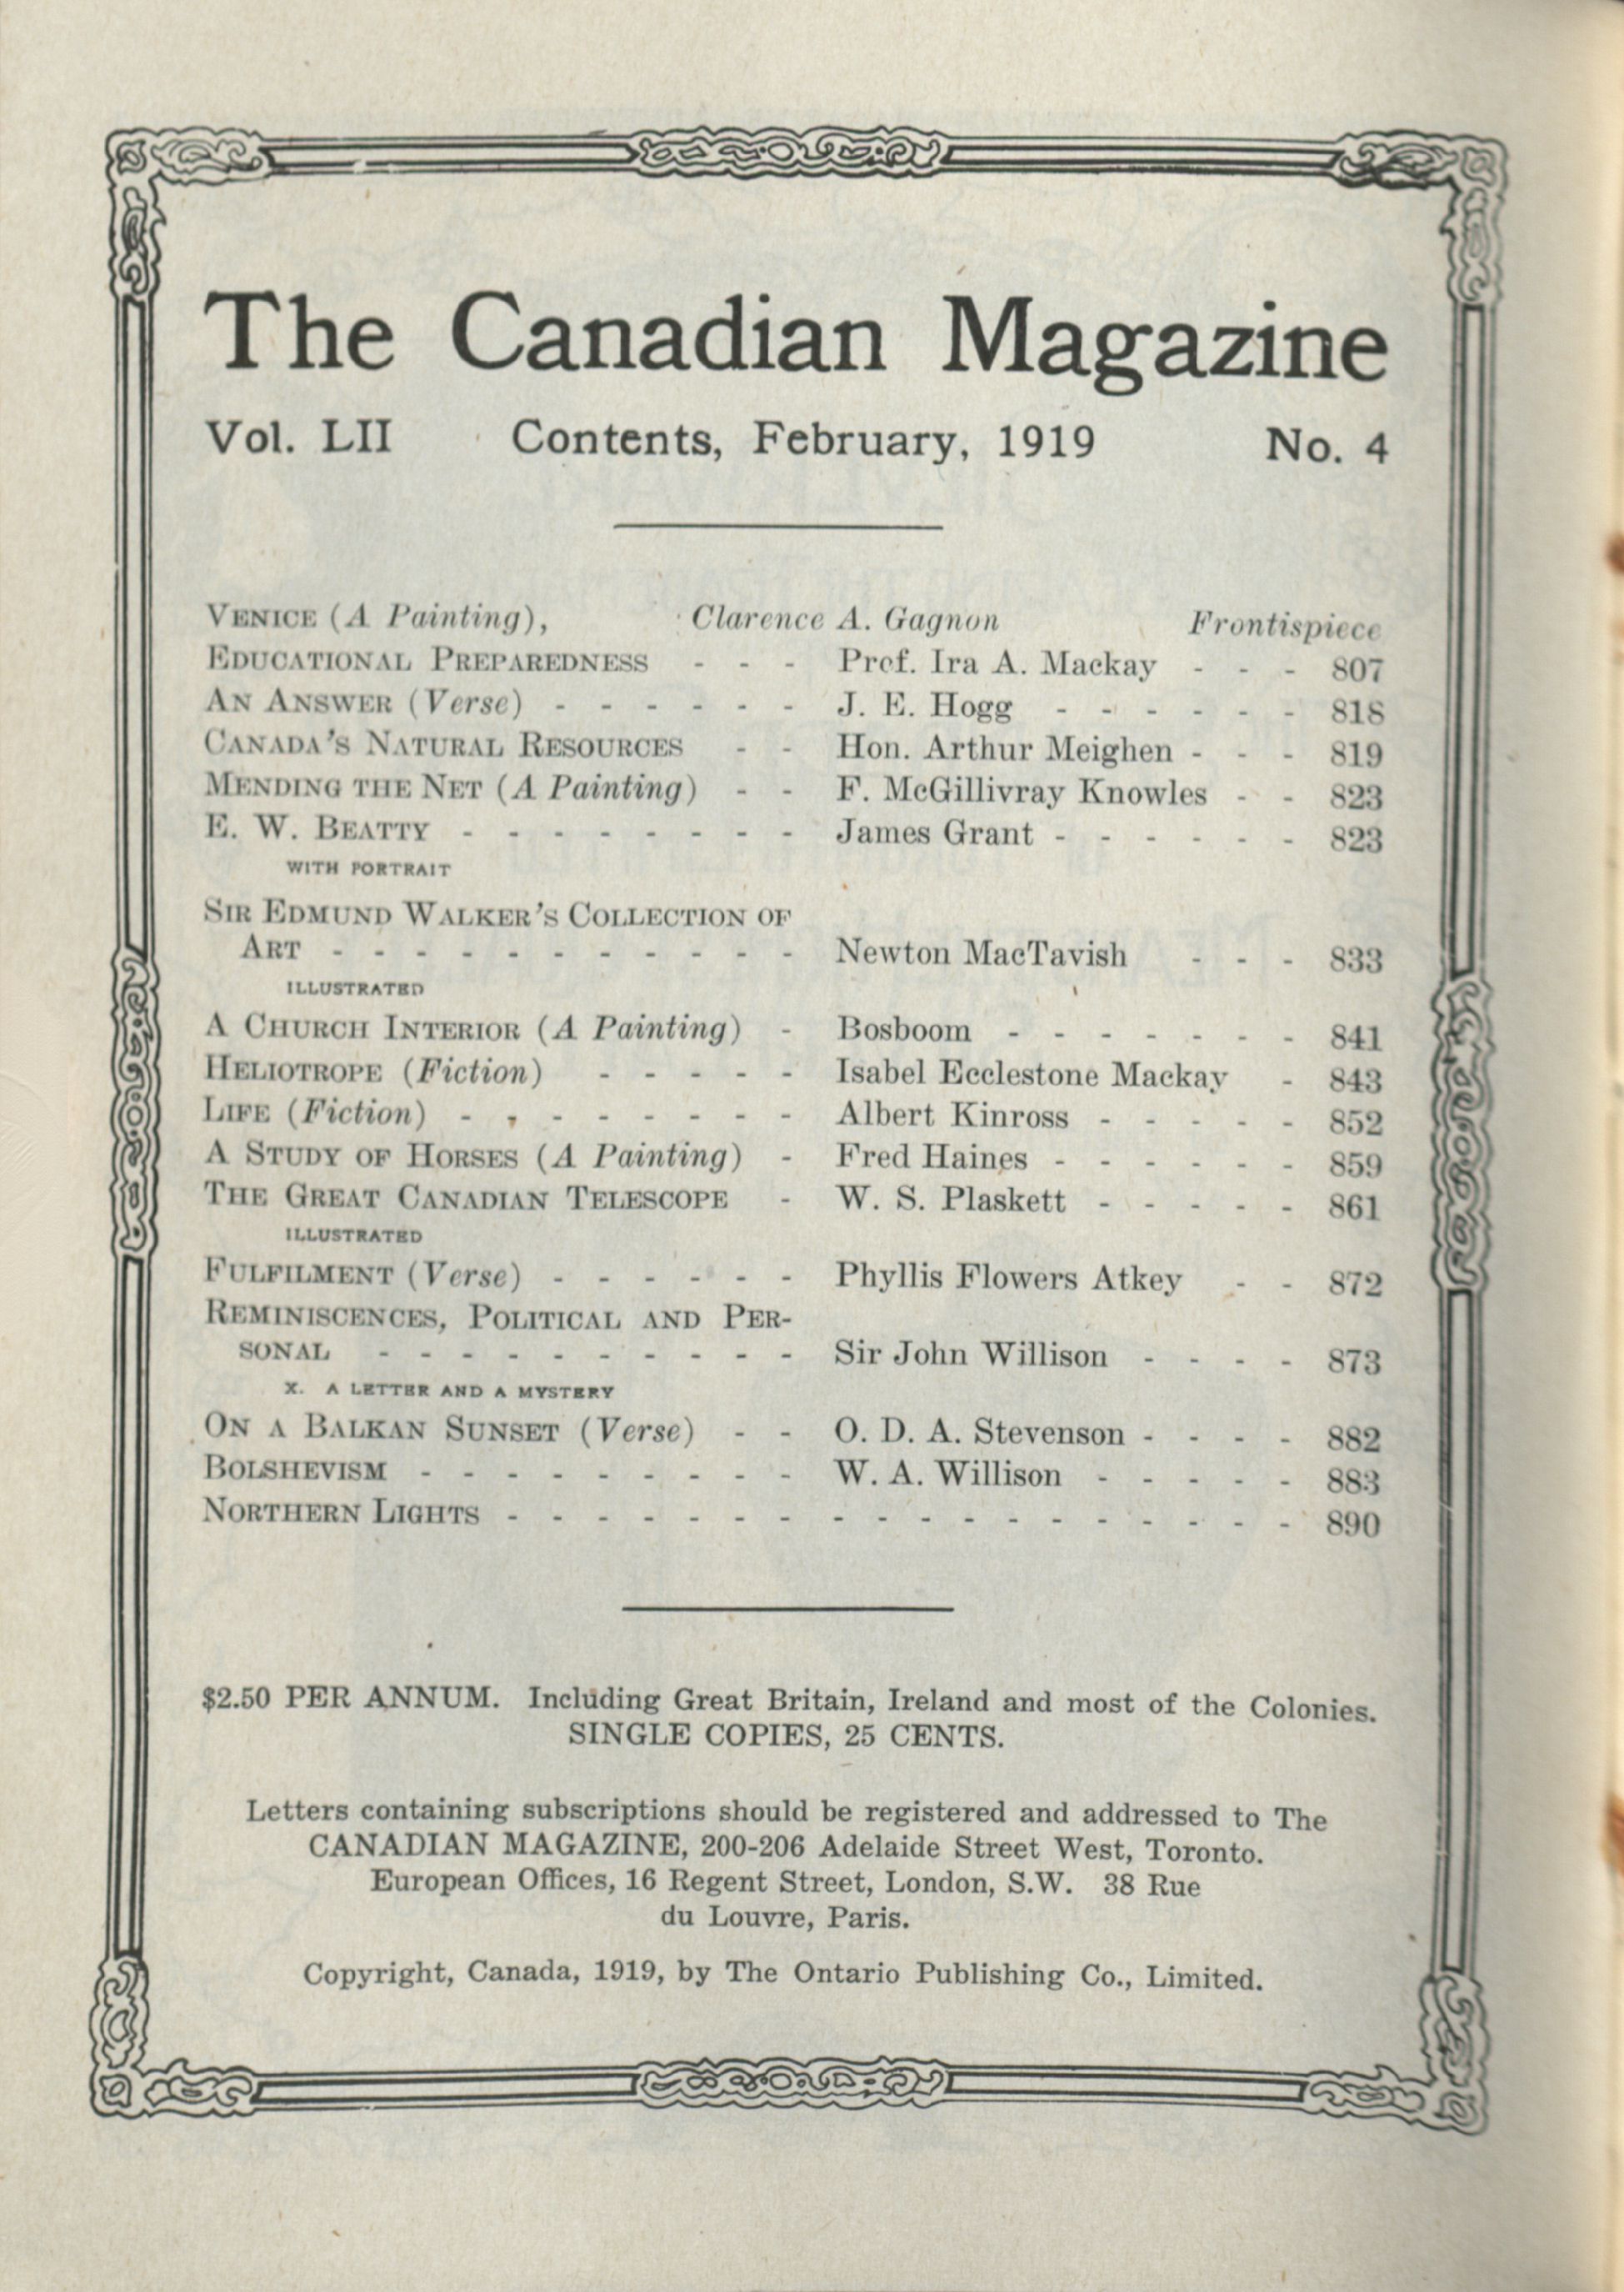 The Canadian Magazine
Vol. LII Contents, February, 1919 No. 4
VENICE (A Painting), Clarence A. Gagnon Frontispiece
EDUCATIONAL PREPAREDNESS - - - Prof. Ira A. Mackay - - - 807
AN ANSWER (Verse) - - - - - - J. E. Hogg - - - - - - 818
CANADA'S NATURAL RESOURCES - - Hon. Arthur Meighen - - - 819
MENDING THE NET (A Painting) - - F. McGillivray Knowles - - 823
E. W. BEATTY - - - - - - - - James Grant - - - - - - 823
WITH PORTRAIT
SIR EDMUND WALKER'S COLLECTION OF
ART - - - - - - - - - - - Newton MacTavish - - - 833
ILLUSTRATED
A CHURCH INTERIOR (A Painting) - Bosboom - - - - - - - 841
HELIOTROPE (Fiction) - - - - - Isabel Ecclestone Mackay - 843
LIFE (Fiction) - - - - - - - - Albert Kinross - - - - - 852
A STUDY OF HORSES (A Painting) - Fred Haines - - - - - - 859
THE GREAT CANADIAN TELESCOPE - W. S. Plaskett - - - - - 861
ILLUSTRATED
FULFILMENT (Verse) - - - - - - Phyllis Flowers Atkey - - 872
REMINISCENCES, POLITICAL AND PER-
SONAL - - - - - - - - - - Sir John Willison - - - - 873
X. A LETTER AND A MYSTERY
ON A BALKAN SUNSET (Verse) - - O. D. A. Stevenson - - - - 882
BOLSHEVISM - - - - - - - - - W. A. Willison - - - - - 883
NORTHERN LIGHTS - - - - - - - - - - - - - - - - - - 890
$2.50 PER ANNUM. Including Great Britain, Ireland and most of the Colonies.
SINGLE COPIES, 25 CENTS.
Letters containing subscriptions should be registered and addressed to The
CANADIAN MAGAZINE, 200-206 Adelaide Street West, Toronto.
European Offices, 16 Regent Street, London, S.W. 38 Rue
du Louvre, Paris.
Copyright, Canada, 1919, by The Ontario Publishing Co., Limited.